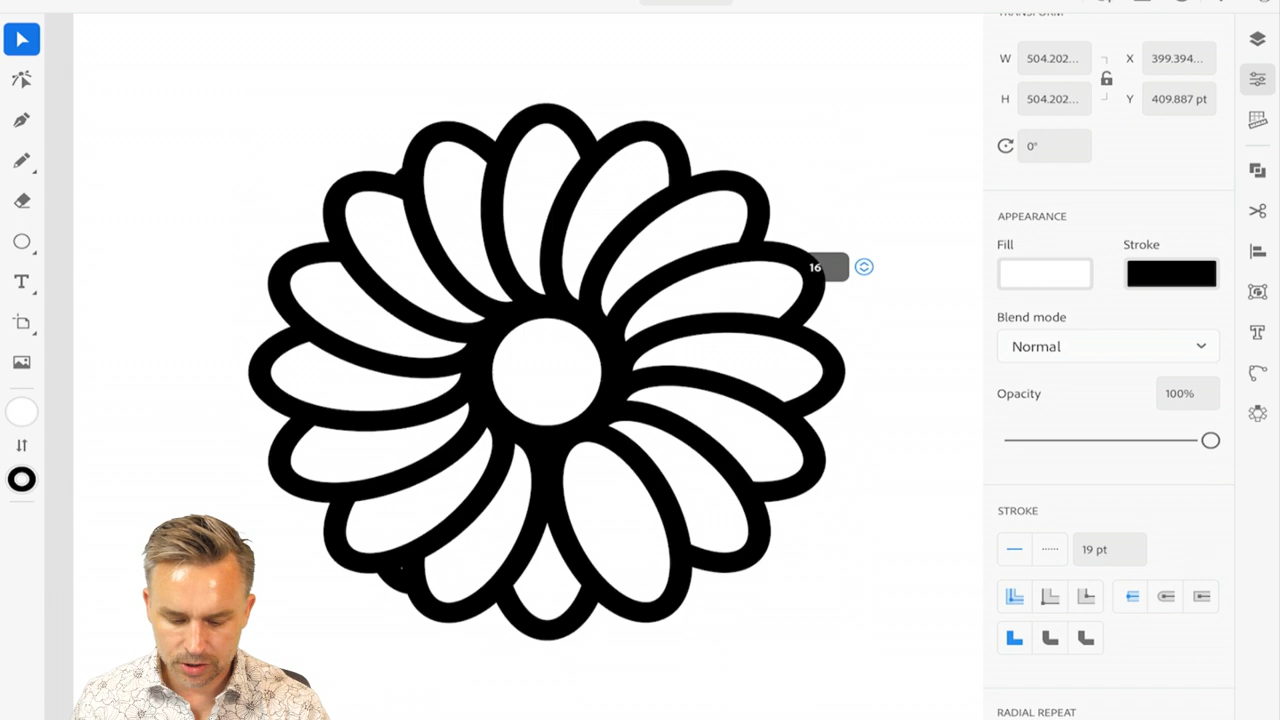 TRANSFORM
W 504.202... X 399.394...
H 504.202... Y 409.887 pt
0°
APPEARANCE
Fill Stroke
16
T
Blend mode
Normal
Opacity 100%
STROKE
19 pt
RADIAL REPEAT